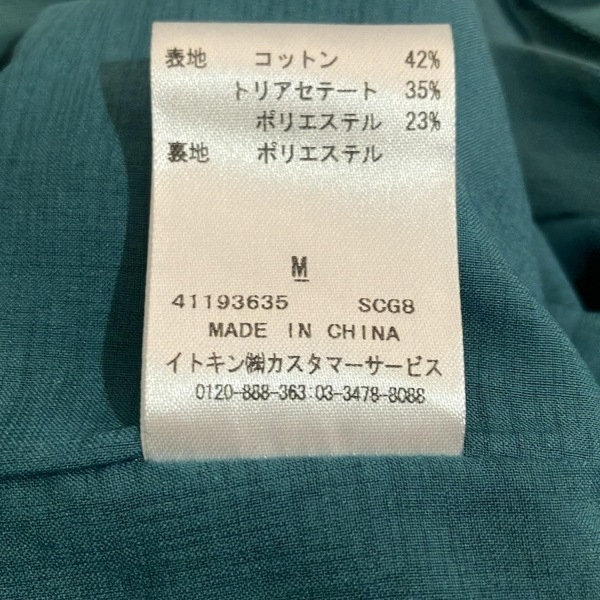 表地 コットン 42%
トリアセテート 35%
ポリエステル 23%
裏地 ポリエステル
M
41193635 SCG8
MADE IN CHINA
イトキン㈱カスタマーサービス
0120-888-363:03-3478-8088